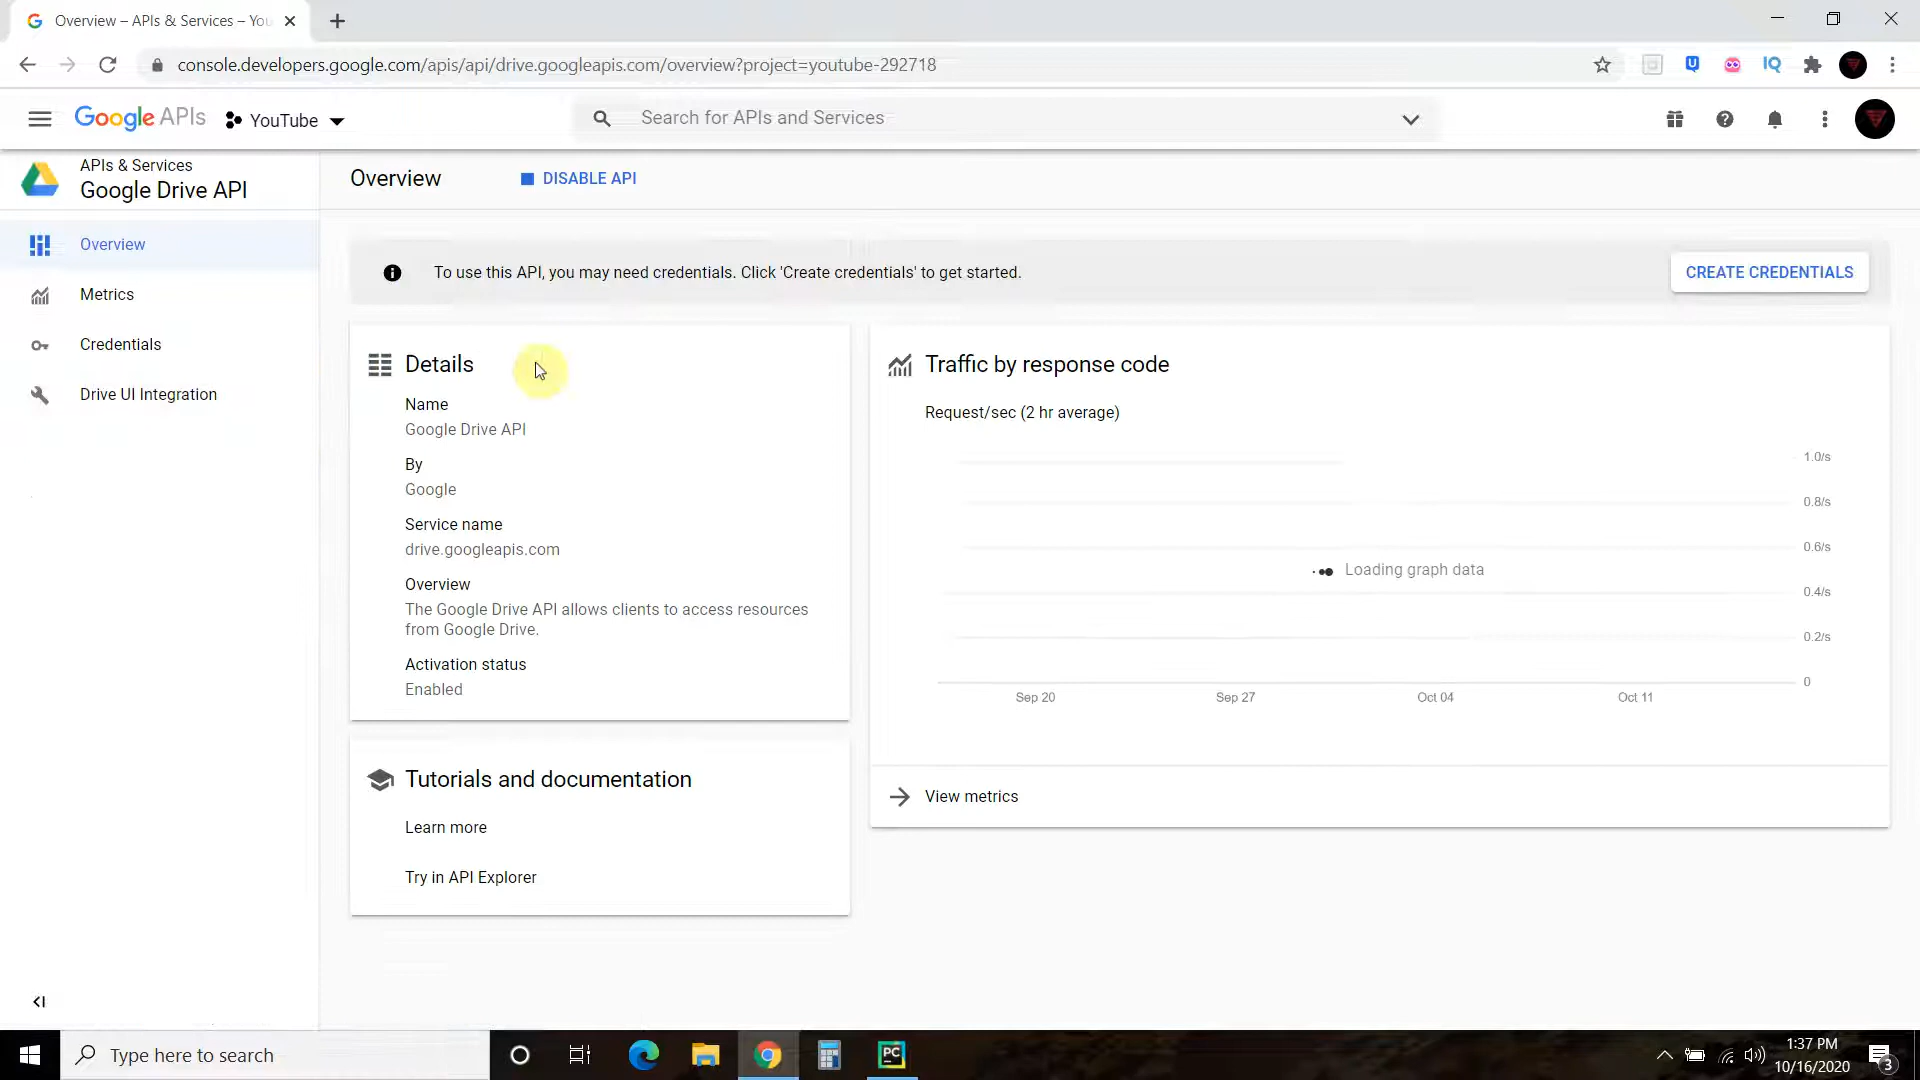 Overview – APIs & Services – You
console.developers.google.com/apis/api/drive.googleapis.com/overview?project=youtube-292718
IQ
Google APIs
YouTube
Search for APIs and Services
APIs & Services
Google Drive API
Overview
DISABLE API
Overview
Metrics
Credentials
Drive UI Integration
To use this API, you may need credentials. Click 'Create credentials' to get started.
CREATE CREDENTIALS
Details
Name
Google Drive API
By
Google
Service name
drive.googleapis.com
Overview
The Google Drive API allows clients to access resources
from Google Drive.
Activation status
Enabled
Traffic by response code
Request/sec (2 hr average)
1.0/s
0.8/s
0.6/s
Loading graph data
0.4/s
0.2/s
0
Sep 20
Sep 27
Oct 04
Oct 11
View metrics
Tutorials and documentation
Learn more
Try in API Explorer
Type here to search
PC
1:37 PM
10/16/2020
3